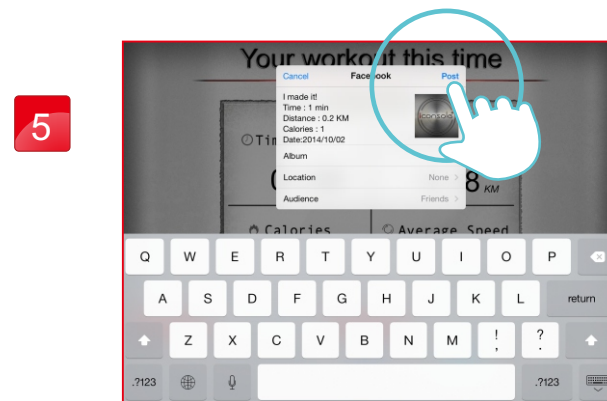 5
Your workout this time
Cancel Facebook Post
I made it!
Time : 1 min
Distance : 0.2 KM
Calories : 1
Date:2014/10/02
iconsole
Album
Location None >
Audience Friends >
8 KM
Calories Average Speed
Q W E R T Y U I O P
A S D F G H J K L return
Z X C V B N M ! , ? .
.?123 .?123